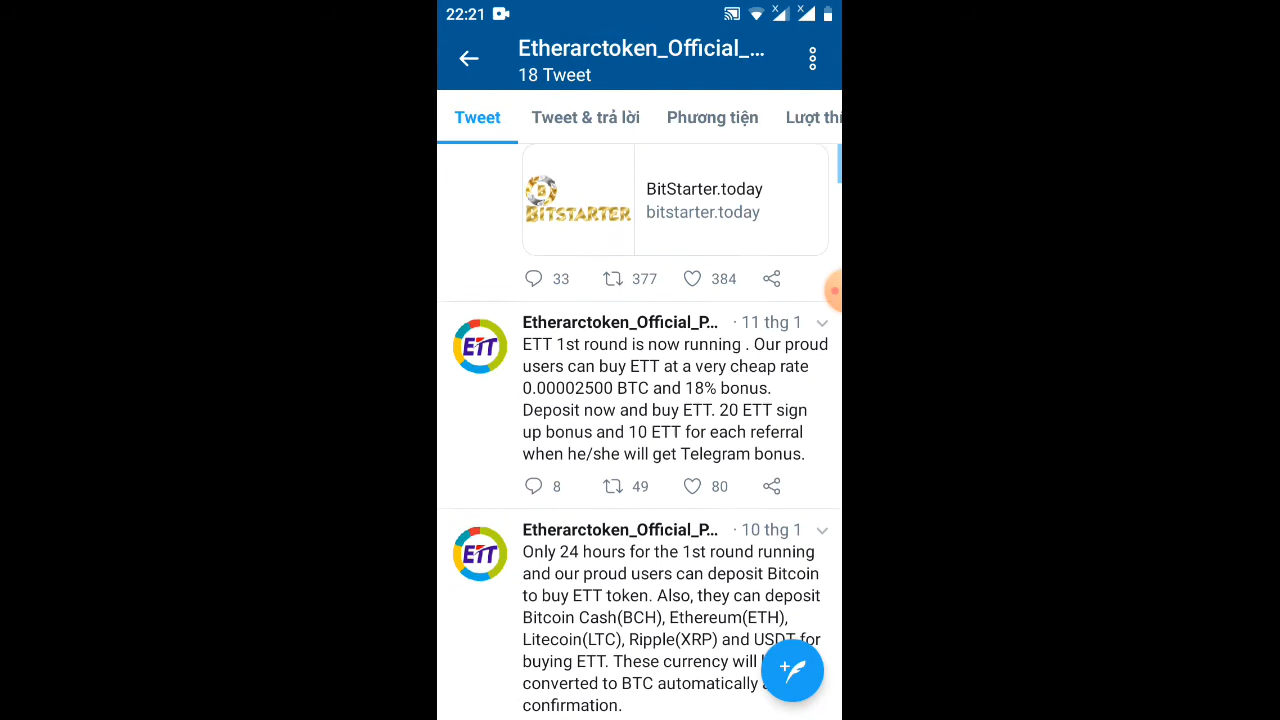 22:21
Etherarctoken_Official_...
18 Tweet
Tweet
Tweet & trả lời
Phương tiện
Lượt thí
BITSTARTER
BitStarter.today
bitstarter.today
33
377
384
Etherarctoken_Official_P... · 11 thg 1
ETT
ETT 1st round is now running . Our proud
users can buy ETT at a very cheap rate
0.00002500 BTC and 18% bonus.
Deposit now and buy ETT. 20 ETT sign
up bonus and 10 ETT for each referral
when he/she will get Telegram bonus.
8
49
80
Etherarctoken_Official_P... · 10 thg 1
ETT
Only 24 hours for the 1st round running
and our proud users can deposit Bitcoin
to buy ETT token. Also, they can deposit
Bitcoin Cash(BCH), Ethereum(ETH),
Litecoin(LTC), Ripple(XRP) and USDT for
buying ETT. These currency will
converted to BTC automatically
confirmation.